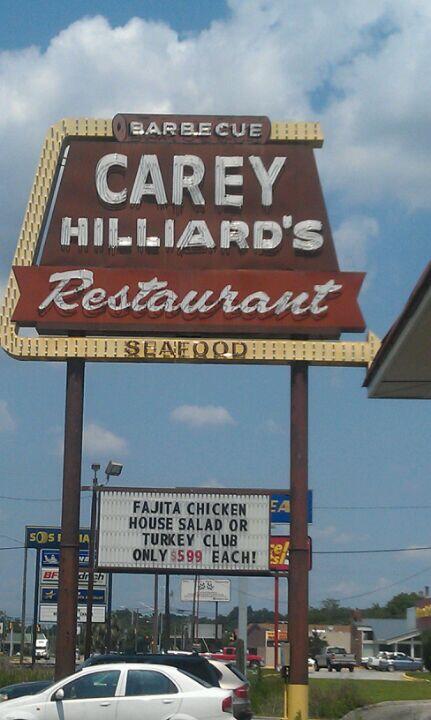 BARBECUE
CAREY
HILLIARD'S
Restaurant
SEAFOOD
FAJITA CHICKEN
HOUSE SALAD OR
TURKEY CLUB
ONLY $599 EACH!